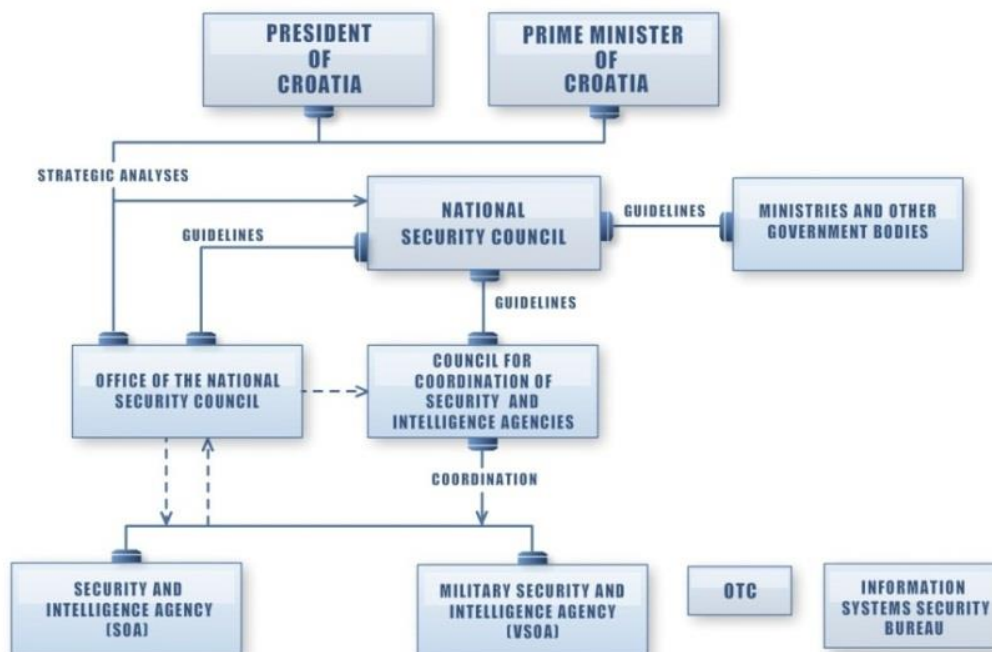 PRESIDENT
OF
CROATIA
PRIME MINISTER
OF
CROATIA
STRATEGIC ANALYSES
NATIONAL
SECURITY COUNCIL
GUIDELINES
MINISTRIES AND OTHER
GOVERNMENT BODIES
GUIDELINES
GUIDELINES
OFFICE OF THE NATIONAL
SECURITY COUNCIL
COUNCIL FOR
COORDINATION OF
SECURITY AND
INTELLIGENCE AGENCIES
COORDINATION
SECURITY AND
INTELLIGENCE AGENCY
(SOA)
MILITARY SECURITY AND
INTELLIGENCE AGENCY
(VSOA)
OTC
INFORMATION
SYSTEMS SECURITY
BUREAU